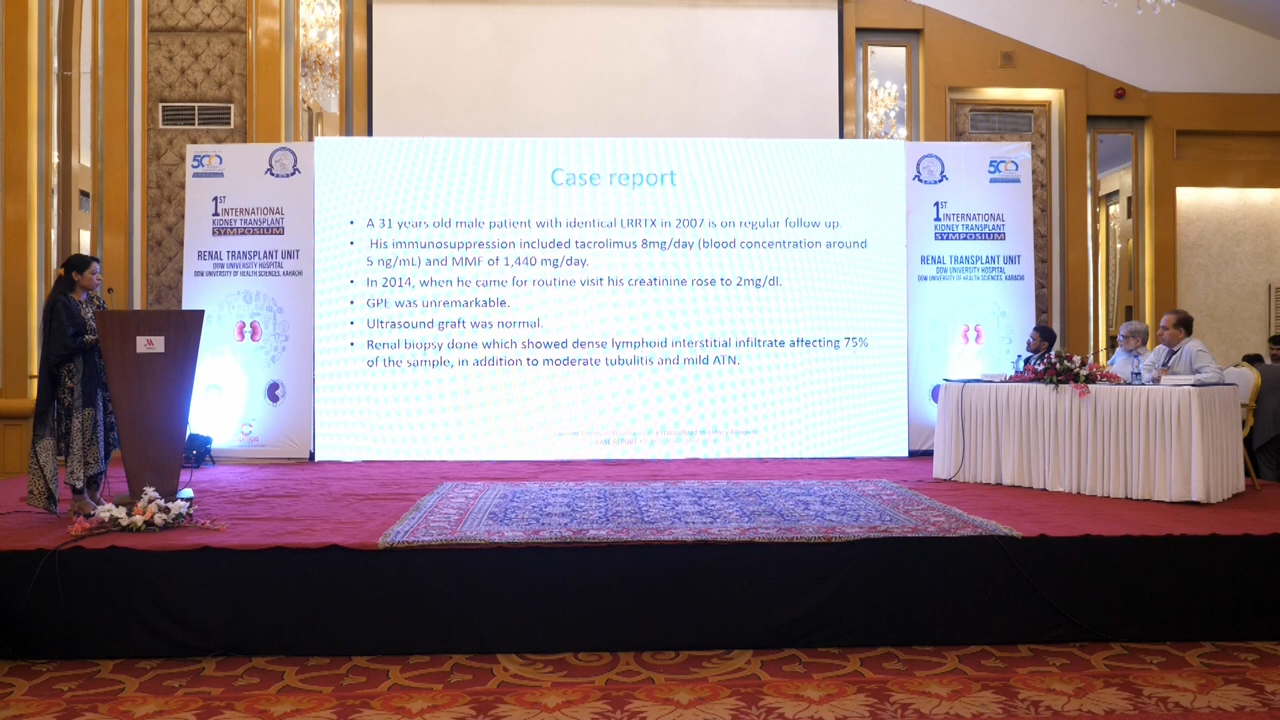 500
1ST
INTERNATIONAL
KIDNEY TRANSPLANT
SYMPOSIUM
RENAL TRANSPLANT UNIT
DOW UNIVERSITY HOSPITAL
DOW UNIVERSITY OF HEALTH SCIENCES, KARACHI
Case report
• A 31 years old male patient with identical LRRTX in 2007 is on regular follow up.
• His immunosuppression included tacrolimus 8mg/day (blood concentration around
5 ng/mL) and MMF of 1,440 mg/day.
• In 2014, when he came for routine visit his creatinine rose to 2mg/dl.
• GPE was unremarkable.
• Ultrasound graft was normal.
• Renal biopsy done which showed dense lymphoid interstitial infiltrate affecting 75%
of the sample, in addition to moderate tubulitis and mild ATN.
CASE REPORT
500
1ST
INTERNATIONAL
KIDNEY TRANSPLANT
SYMPOSIUM
RENAL TRANSPLANT UNIT
DOW UNIVERSITY HOSPITAL
DOW UNIVERSITY OF HEALTH SCIENCES, KARACHI